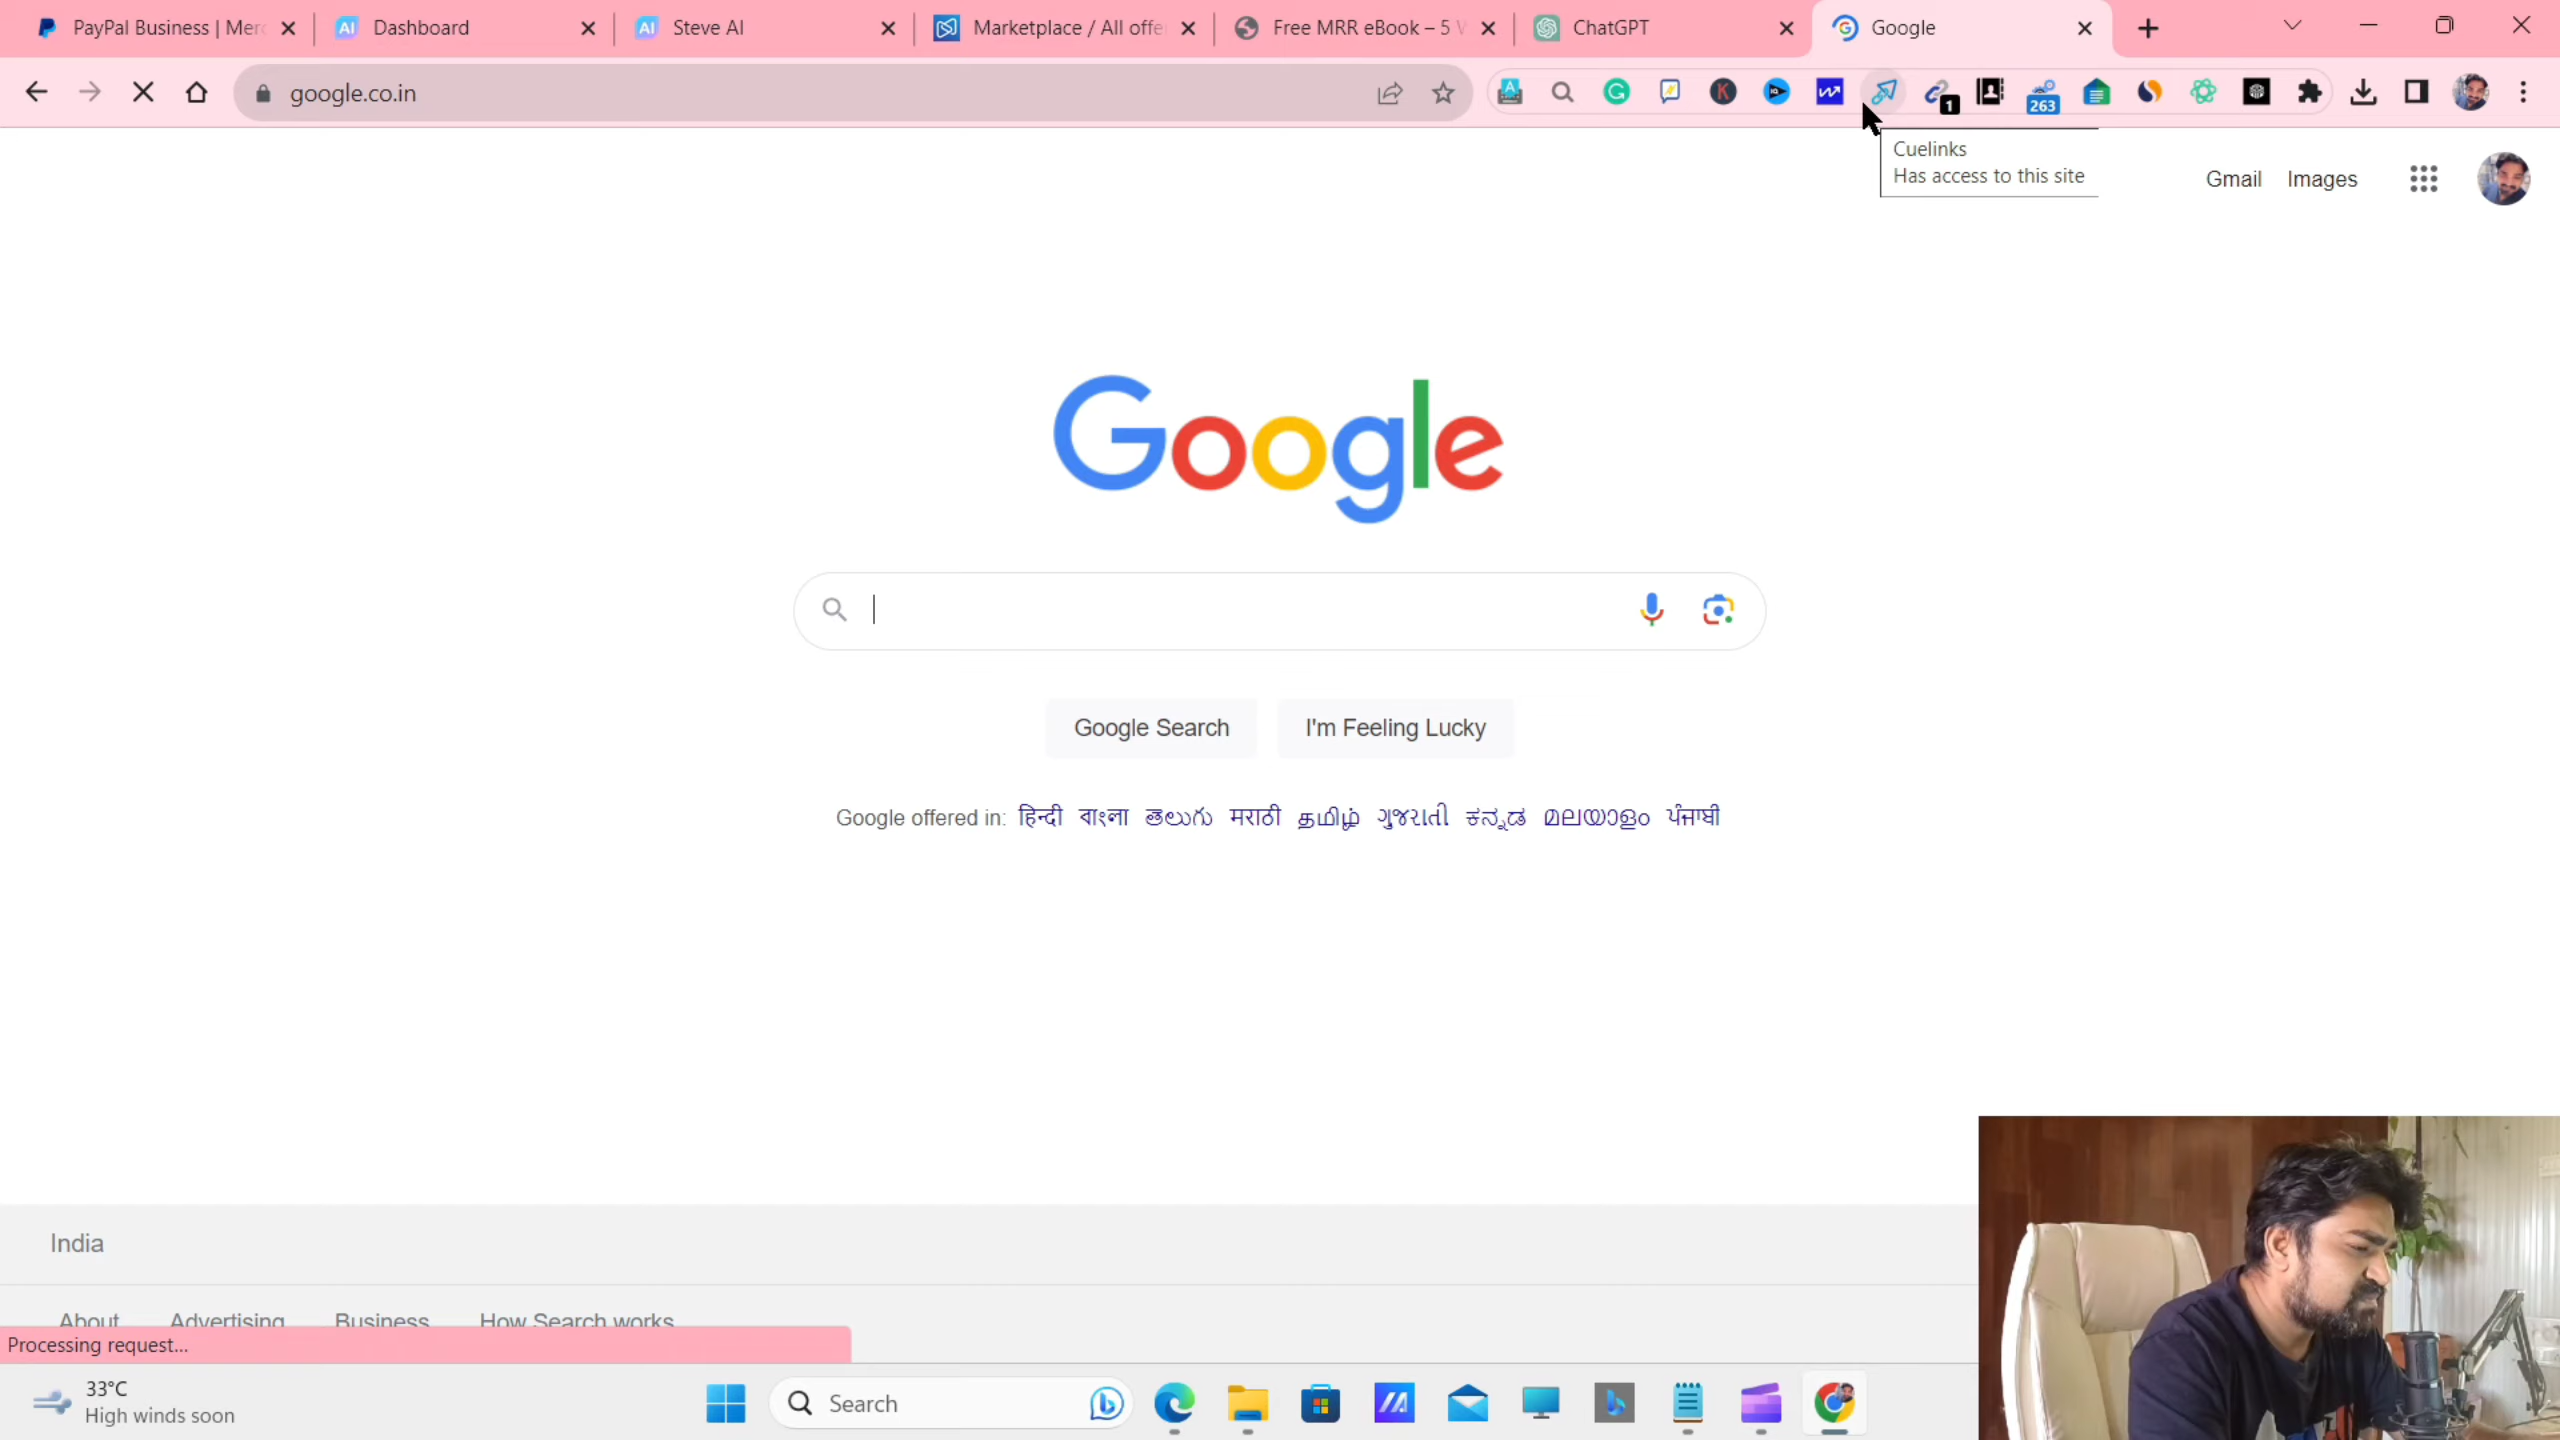 PayPal Business | Merc
Dashboard
Steve AI
Marketplace / All offe
Free MRR eBook – 5 W
ChatGPT
Google
google.co.in
1
263
Cuelinks
Has access to this site
Gmail Images
Google
Google Search I'm Feeling Lucky
Google offered in: हिन्दी বাংলা తెలుగు मराठी தமிழ் ગુજરાતી ಕನ್ನಡ മലയാളം ਪੰਜਾਬੀ
India
About Advertising Business How Search works
Processing request...
33°C
High winds soon
Search